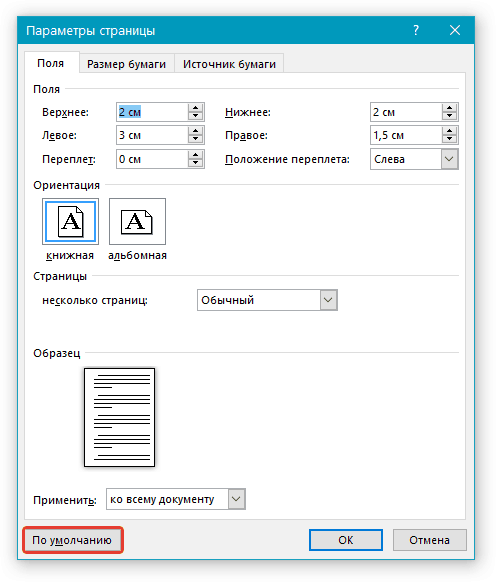 Параметры страницы ?
Поля Размер бумаги Источник бумаги
Поля
Верхнее: 2 см Нижнее: 2 см
Левое: 3 см Правое: 1,5 см
Переплет: 0 см Положение переплета: Слева
Ориентация
A A
книжная альбомная
Страницы
несколько страниц: Обычный
Образец
Применить: ко всему документу
По умолчанию ОК Отмена